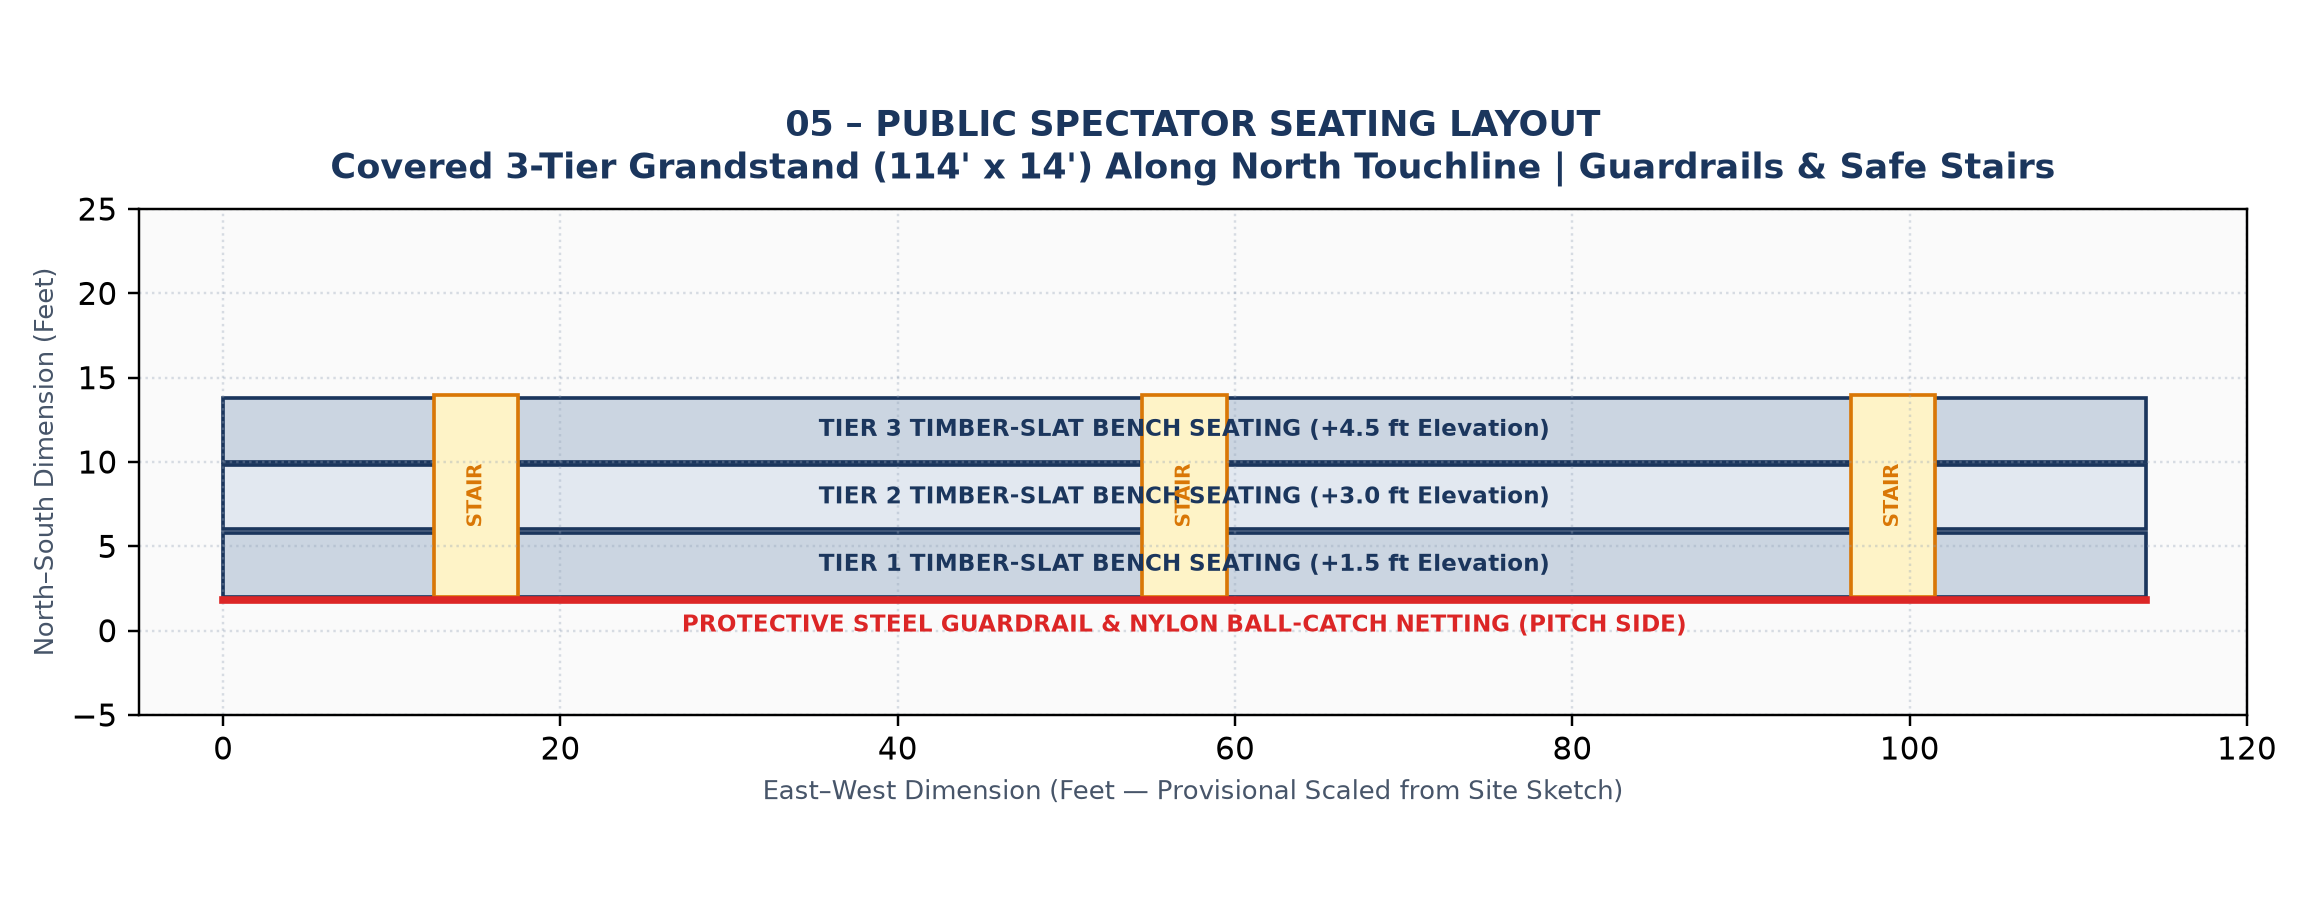 05 – PUBLIC SPECTATOR SEATING LAYOUT
Covered 3-Tier Grandstand (114' x 14') Along North Touchline | Guardrails & Safe Stairs
North–South Dimension (Feet)
25
20
15
10
5
0
−5
TIER 3 TIMBER-SLAT BENCH SEATING (+4.5 ft Elevation)
STAIR
STAIR
STAIR
TIER 2 TIMBER-SLAT BENCH SEATING (+3.0 ft Elevation)
TIER 1 TIMBER-SLAT BENCH SEATING (+1.5 ft Elevation)
PROTECTIVE STEEL GUARDRAIL & NYLON BALL-CATCH NETTING (PITCH SIDE)
0 20 40 60 80 100 120
East–West Dimension (Feet — Provisional Scaled from Site Sketch)